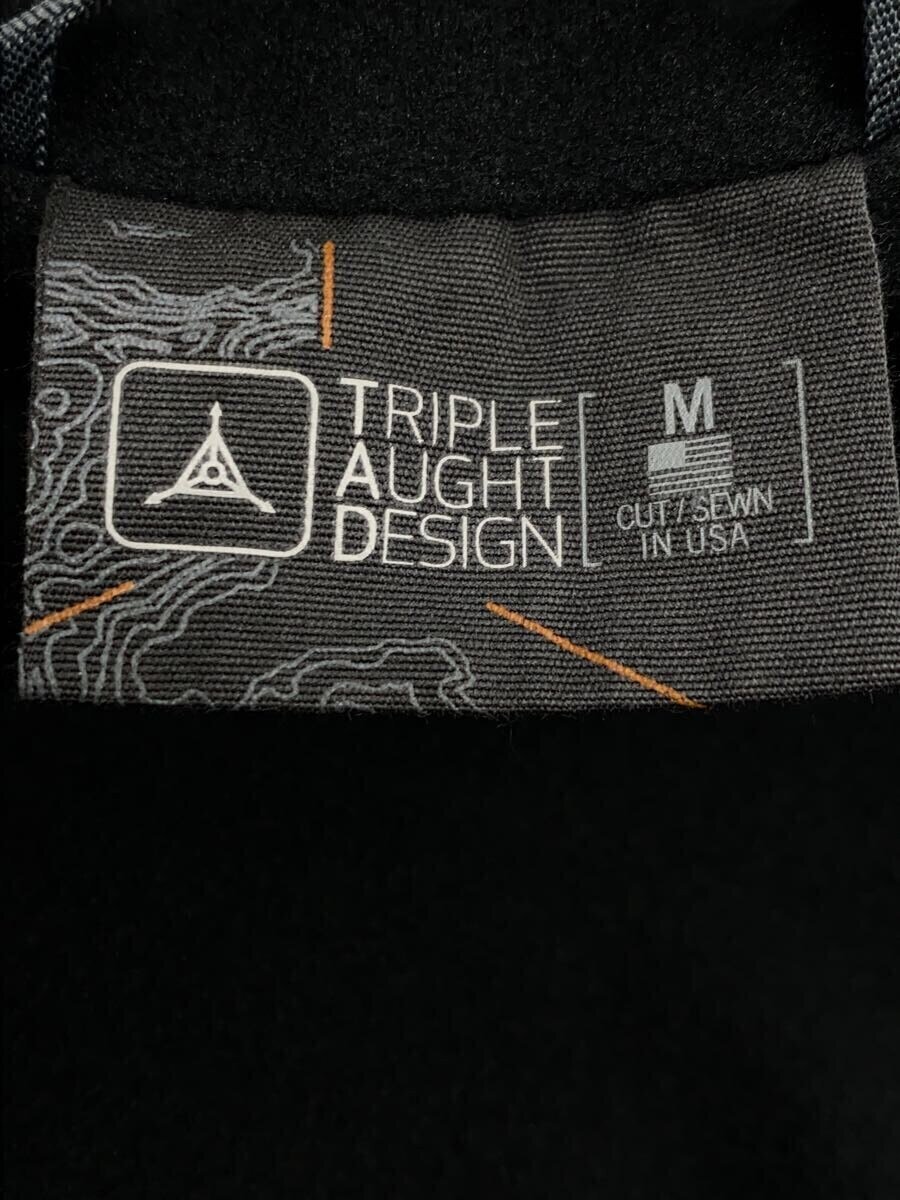 TRIPLE
AUGHT
DESIGN
M
CUT/SEWN
IN USA